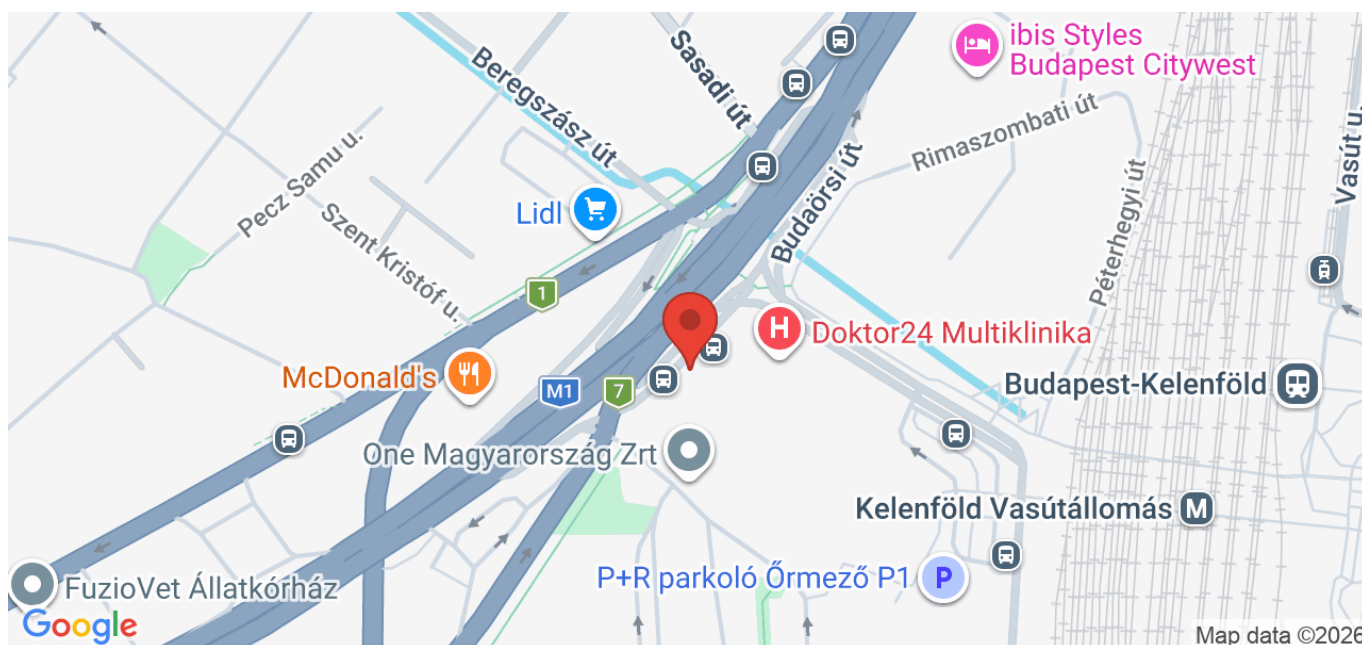 ibis Styles
Budapest Citywest
Sasadi út
Beregszász út
Rimaszombati út
Vasút u.
Pecz Samu u.
Lidl
Budaörsi út
Szent Kristóf u.
Péterhegyi út
1
H
Doktor24 Multiklinika
McDonald's
M1
7
Budapest-Kelenföld
One Magyarország Zrt
Kelenföld Vasútállomás M
P+R parkoló Őrmező P1 P
FuzioVet Állatkórház
Google
Map data ©2026